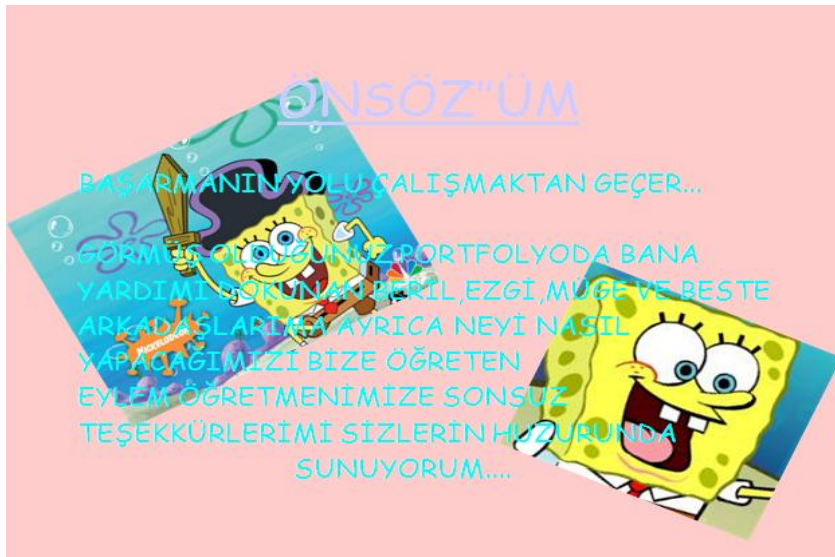 ÖNSÖZ"ÜM
BAŞARMANIN YOLU ÇALIŞMAKTAN GEÇER...
GÖRMÜŞ OLDUĞUNUZ PORTFOLYODA BANA
YARDIMI DOKUNAN BERİL,EZGİ,MÜGE VE BESTE
ARKADAŞLARIMA AYRICA NEYİ NASIL
YAPACAĞIMIZI BİZE ÖĞRETEN
EYLEM ÖĞRETMENİMİZE SONSUZ
TEŞEKKÜRLERİMİ SİZLERİN HUZURUNDA
SUNUYORUM....
NICKELODEON